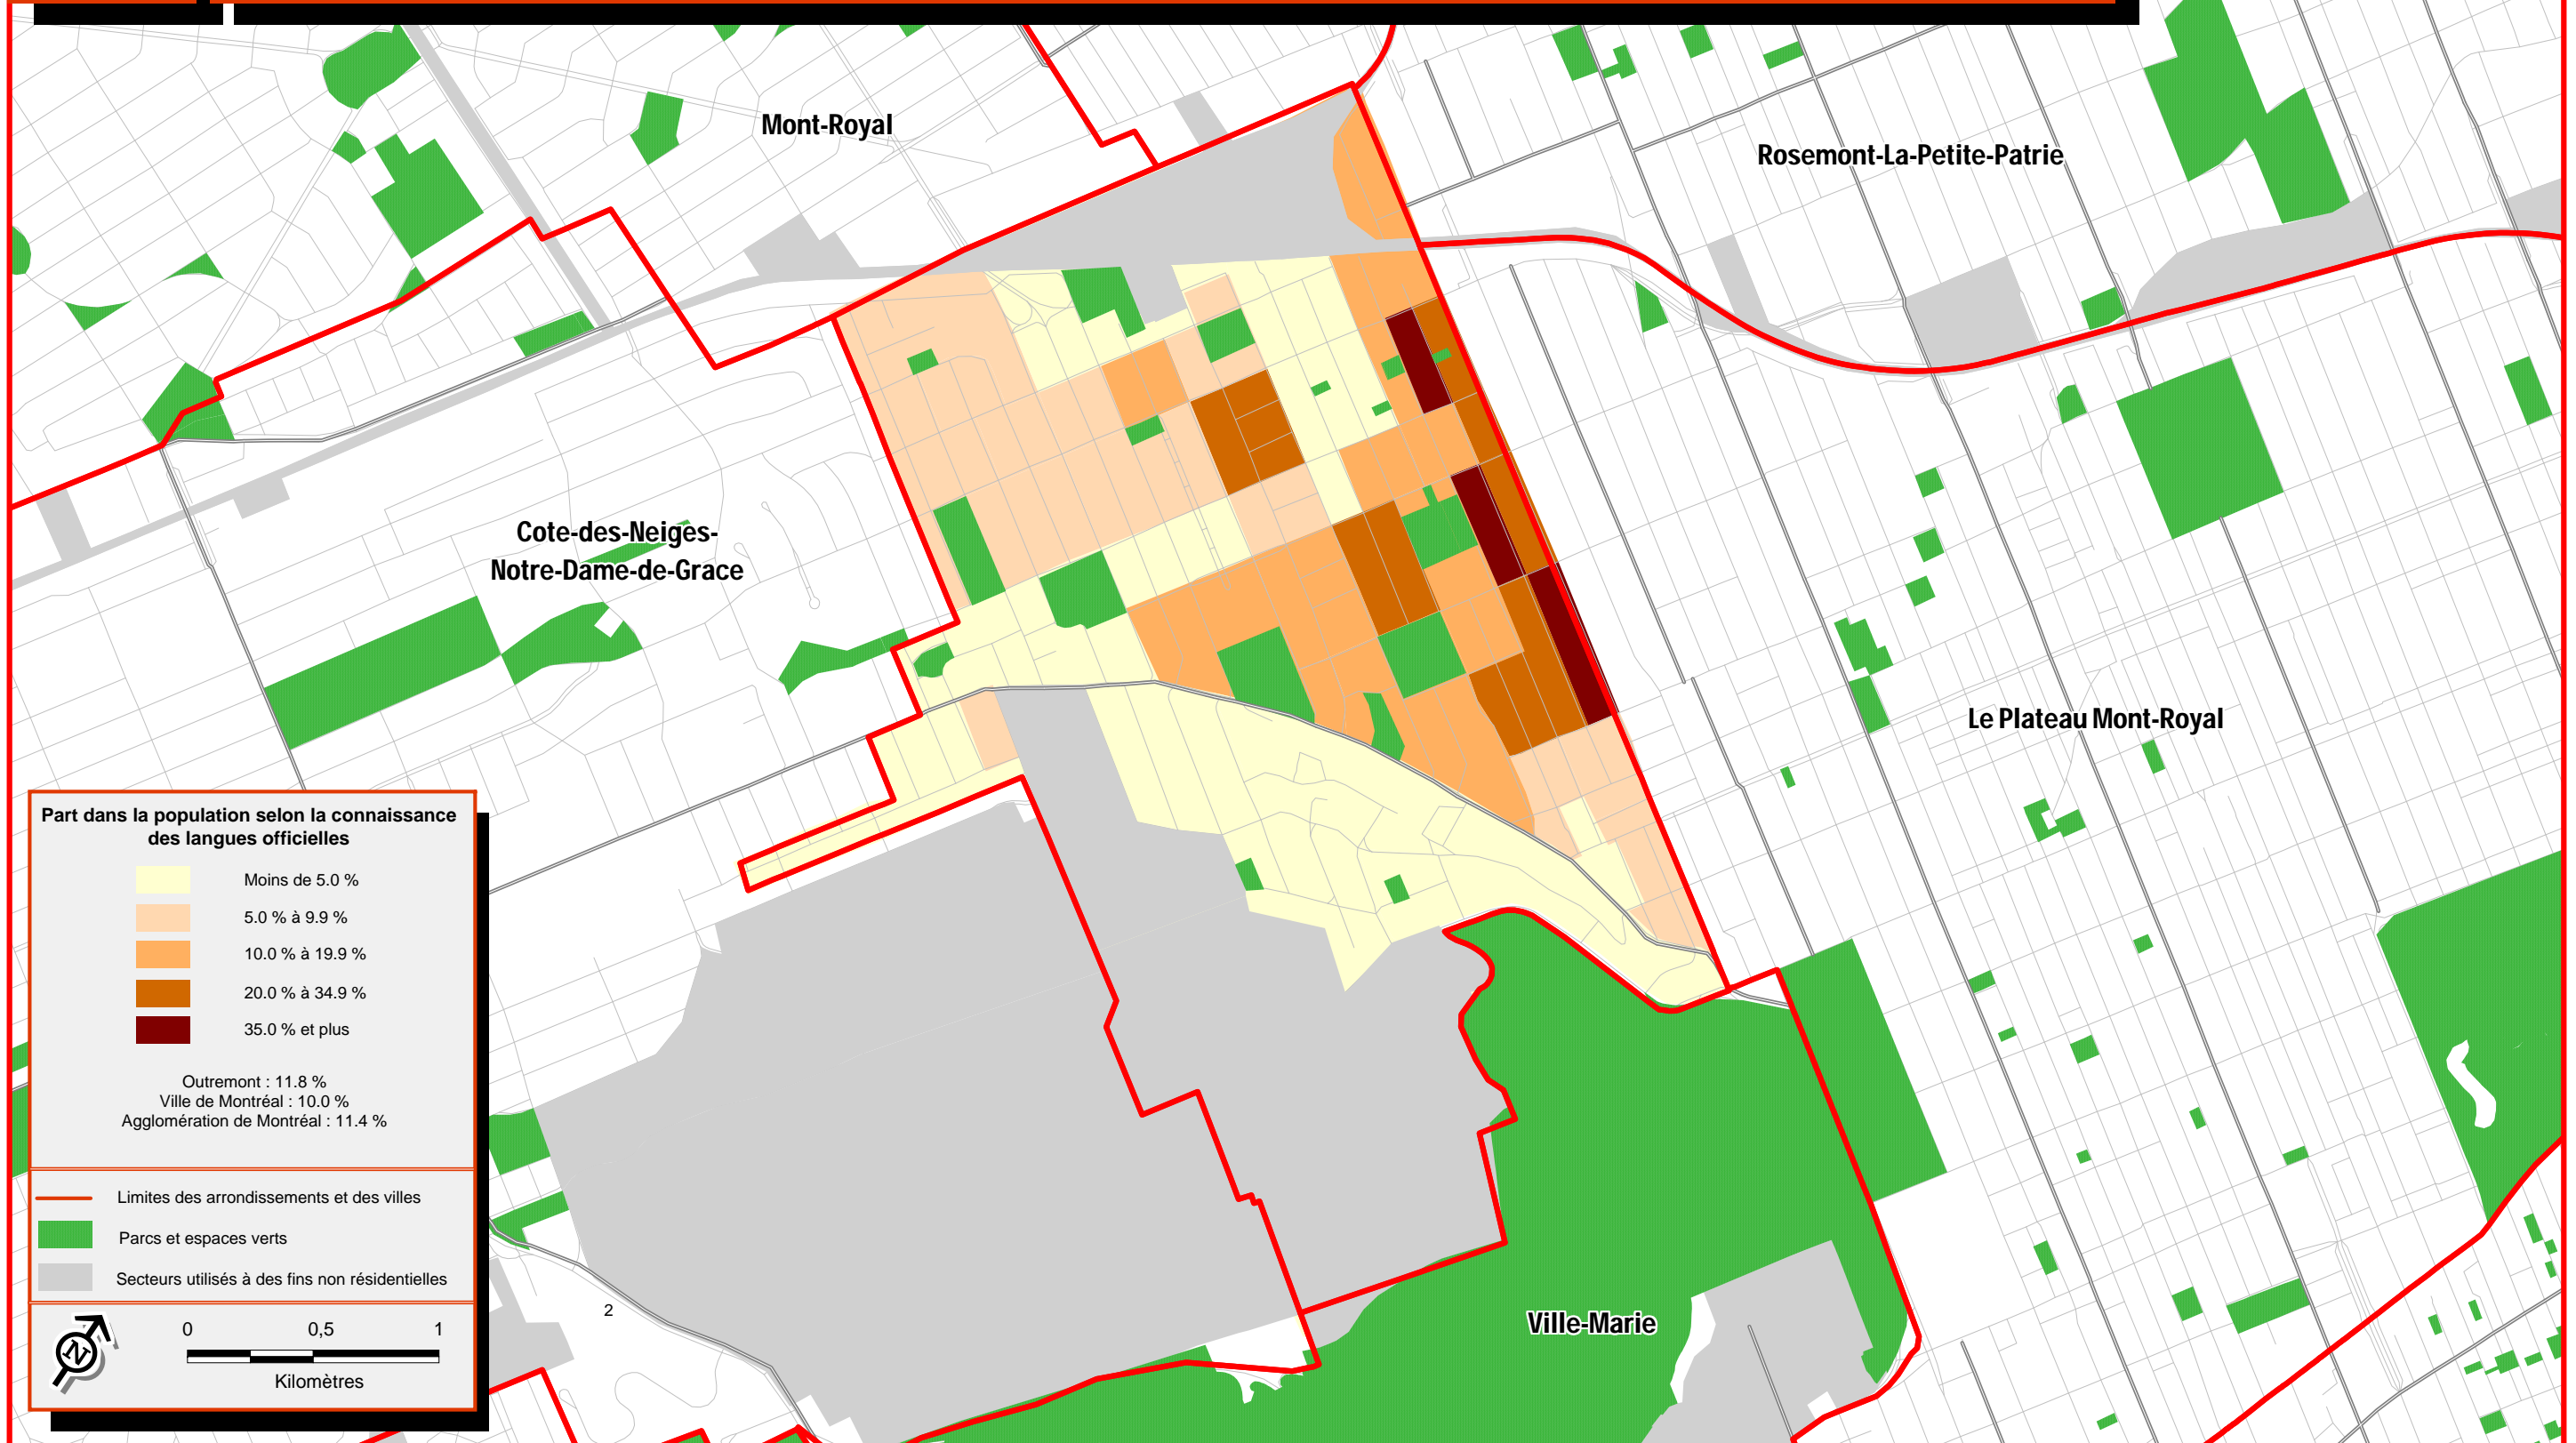 Mont-Royal
Rosemont-La-Petite-Patrie
Cote-des-Neiges-
Notre-Dame-de-Grace
Le Plateau Mont-Royal
Ville-Marie
Part dans la population selon la connaissance
des langues officielles
Moins de 5.0 %
5.0 % à 9.9 %
10.0 % à 19.9 %
20.0 % à 34.9 %
35.0 % et plus
Outremont : 11.8 %
Ville de Montréal : 10.0 %
Agglomération de Montréal : 11.4 %
Limites des arrondissements et des villes
Parcs et espaces verts
Secteurs utilisés à des fins non résidentielles
N
0 0,5 1
Kilomètres
2